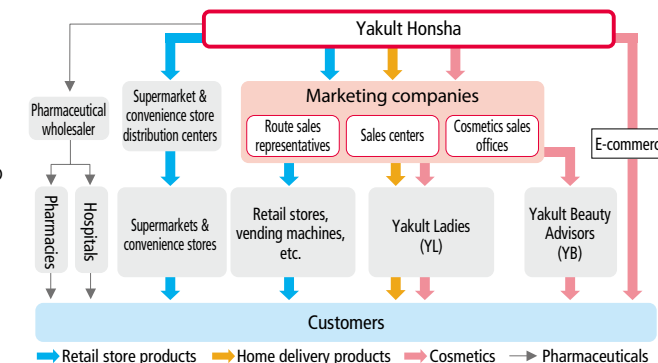 Yakult Honsha
Pharmaceutical
wholesaler
Supermarket &
convenience store
distribution centers
Marketing companies
Route sales
representatives
Sales centers
Cosmetics sales
offices
E-commerc
Pharmacies
Hospitals
Supermarkets &
convenience stores
Retail stores,
vending machines,
etc.
Yakult Ladies
(YL)
Yakult Beauty
Advisors
(YB)
Customers
Retail store products
Home delivery products
Cosmetics
Pharmaceuticals